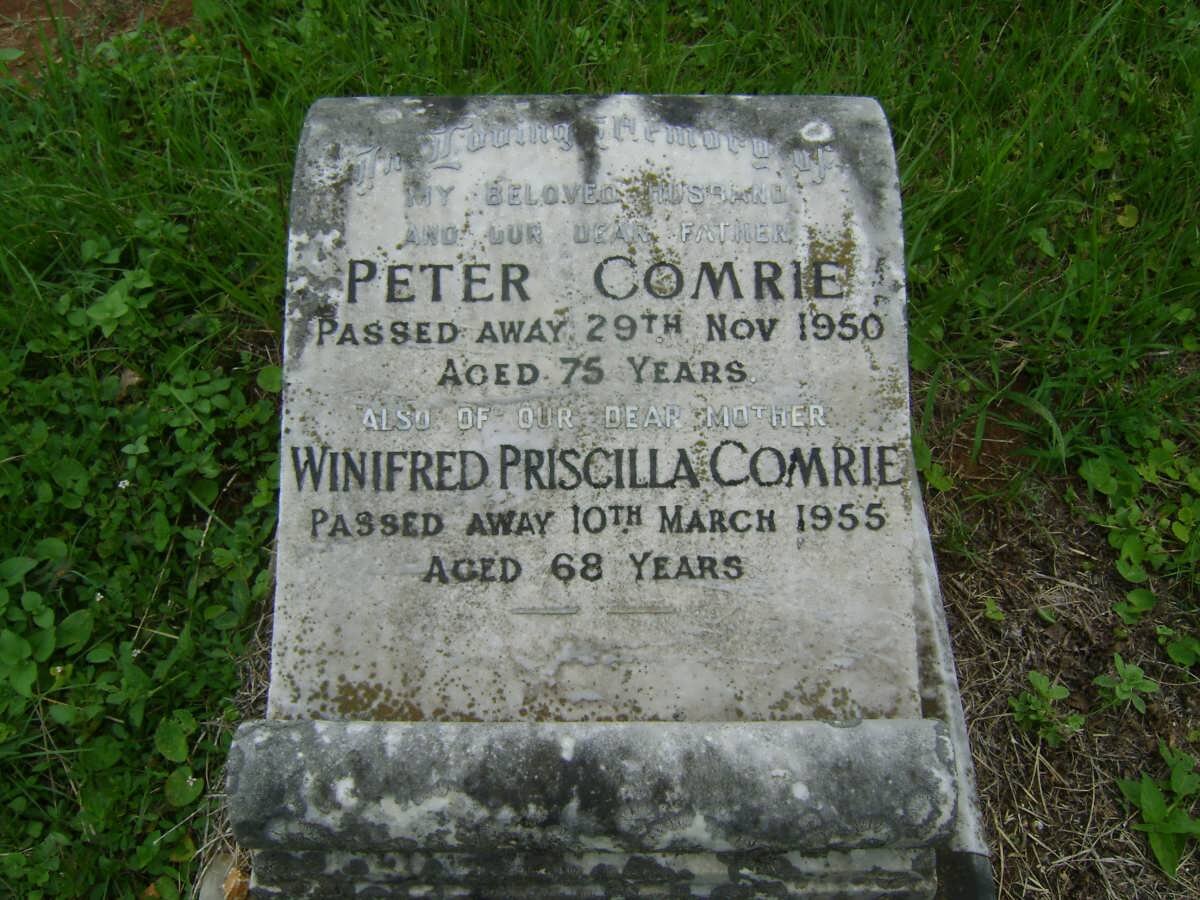 In Loving Memory of
MY BELOVED HUSBAND
AND OUR DEAR FATHER
PETER COMRIE
PASSED AWAY 29TH NOV 1950
AGED 75 YEARS.
ALSO OF OUR DEAR MOTHER
WINIFRED PRISCILLA COMRIE
PASSED AWAY 10TH MARCH 1955
AGED 68 YEARS